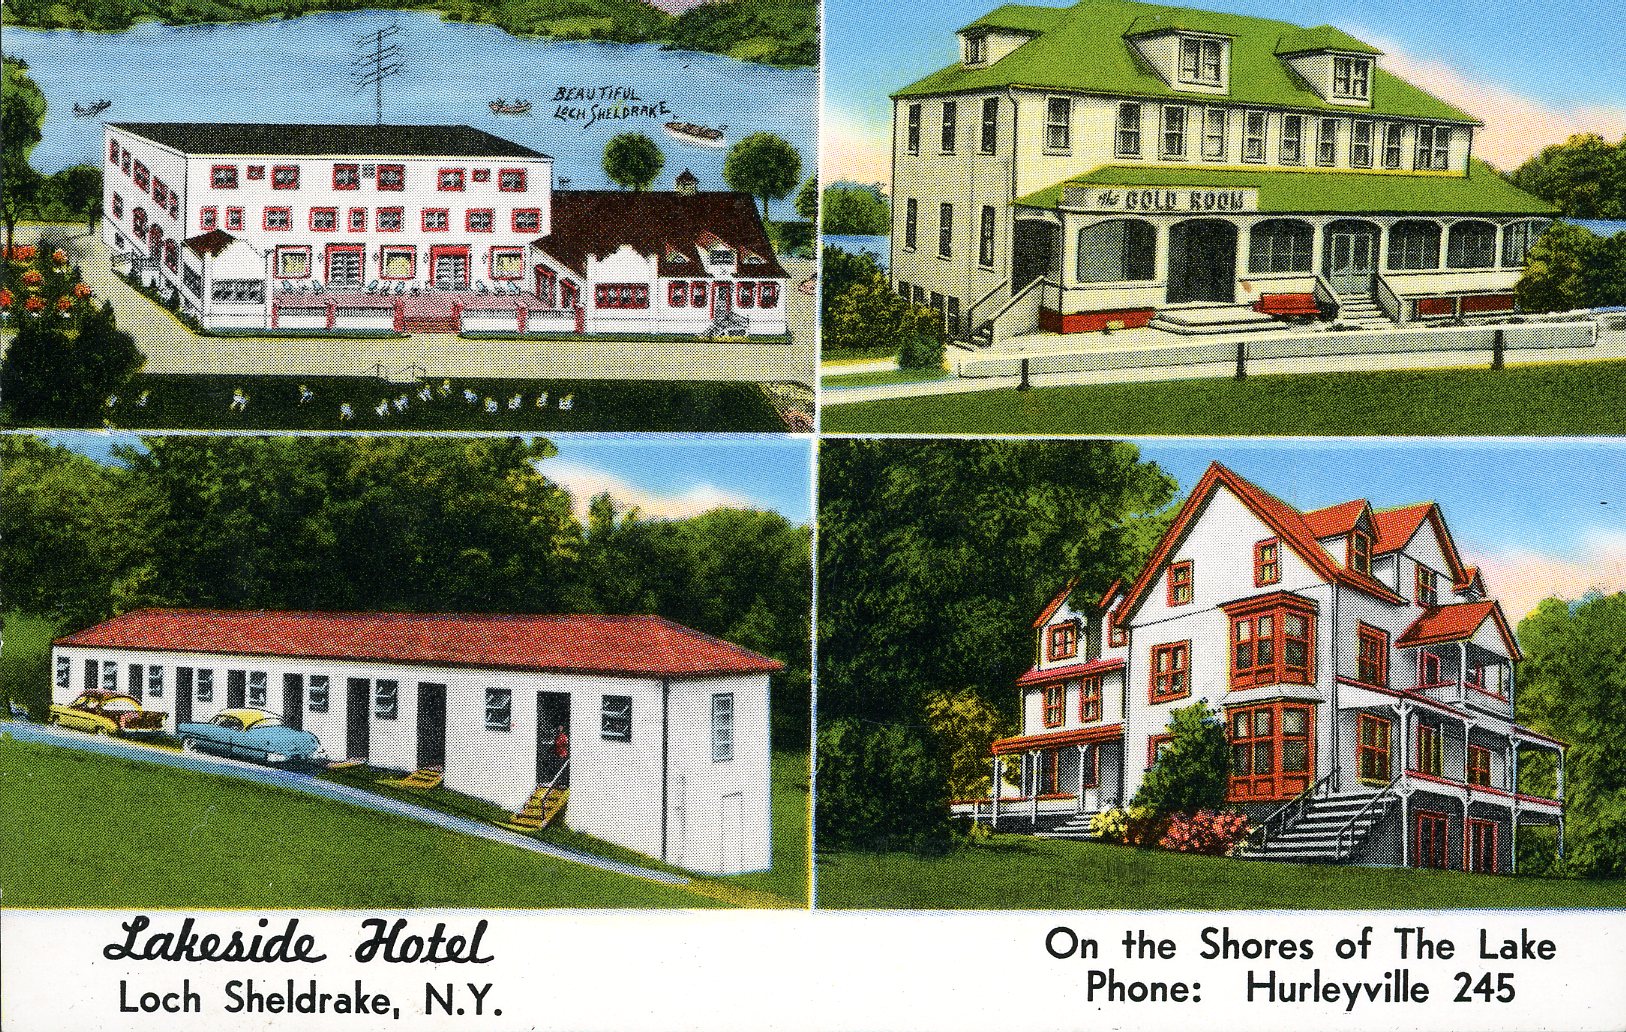 BEAUTIFUL
LOCH SHELDRAKE.
the GOLD ROOM
Lakeside Hotel
Loch Sheldrake, N.Y.
On the Shores of The Lake
Phone: Hurleyville 245